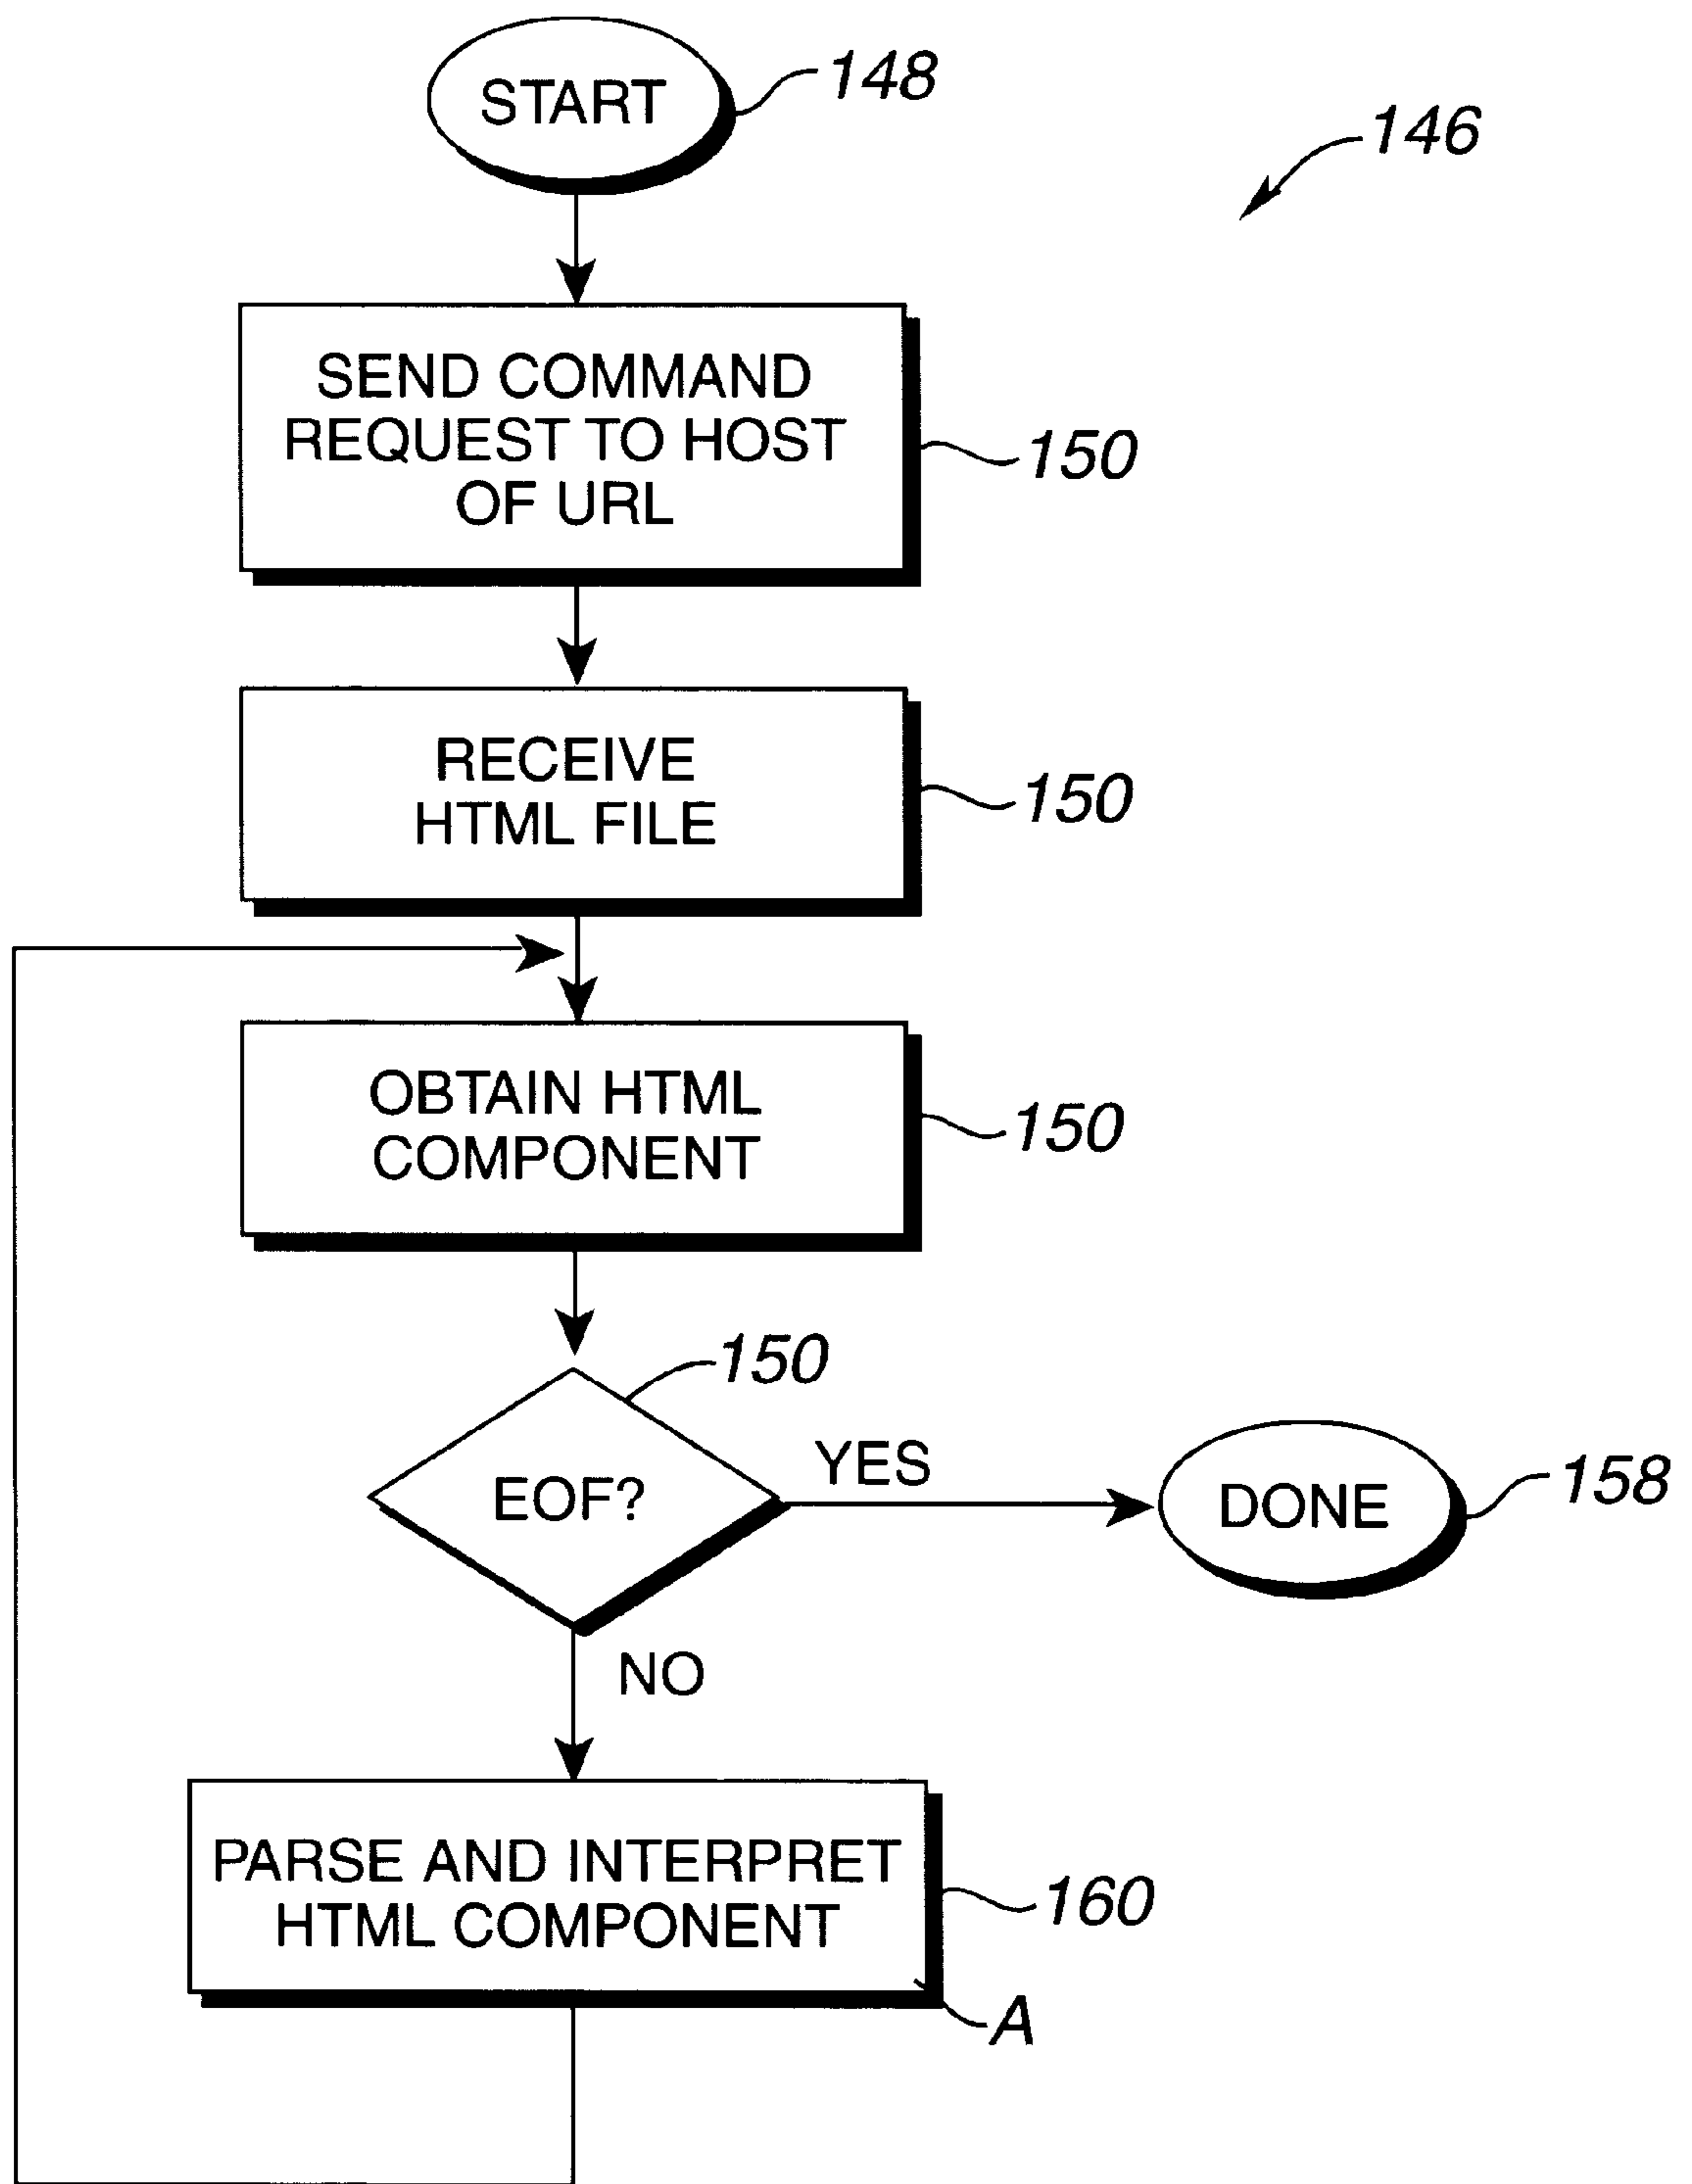 START
148
146
SEND COMMAND
REQUEST TO HOST
OF URL
150
RECEIVE
HTML FILE
150
OBTAIN HTML
COMPONENT
150
150
EOF?
YES
DONE
158
NO
PARSE AND INTERPRET
HTML COMPONENT
160
A